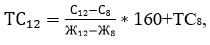 ТС₁₂ = (С₁₂–С₈)/(Ж₁₂–Ж₈) * 160+ТС₈,